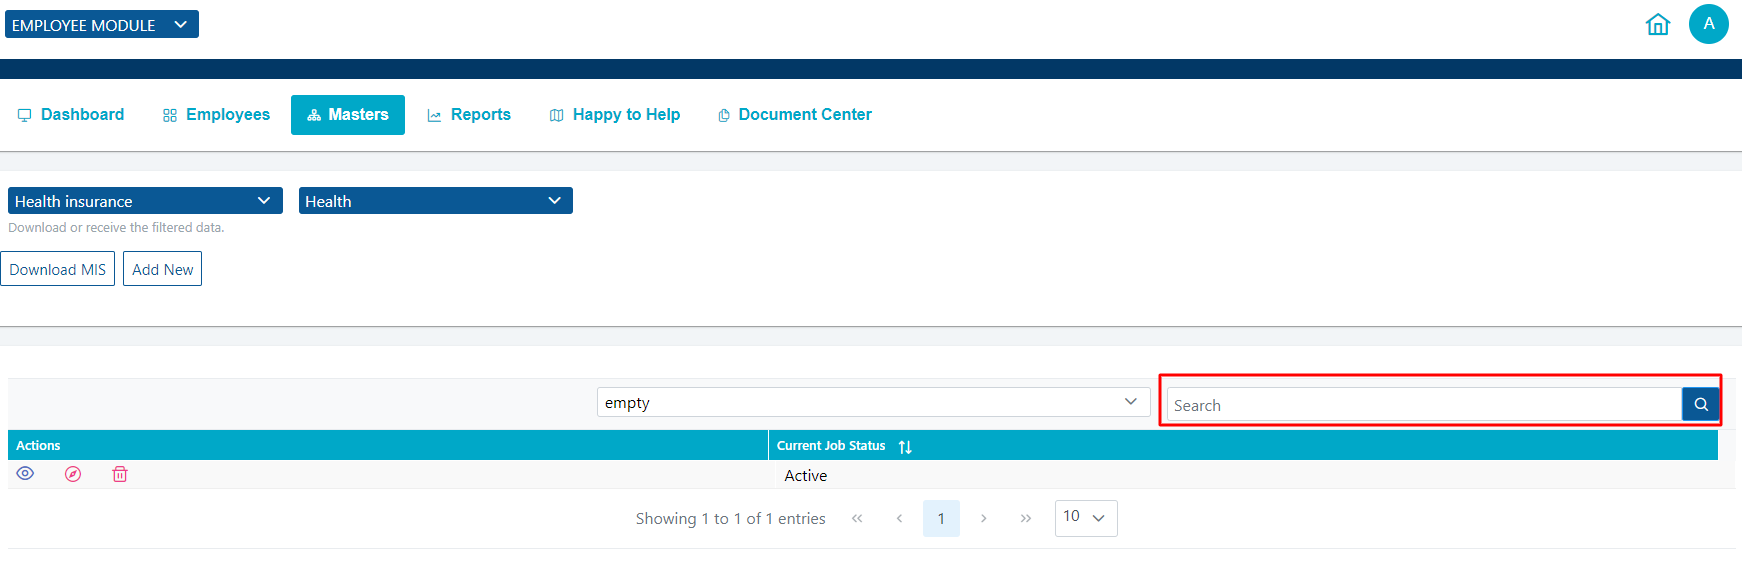 EMPLOYEE MODULE
A
Dashboard Employees Masters Reports Happy to Help Document Center
Health insurance Health
Download or receive the filtered data.
Download MIS Add New
empty Search
Actions Current Job Status
Active
Showing 1 to 1 of 1 entries « ‹ 1 › » 10